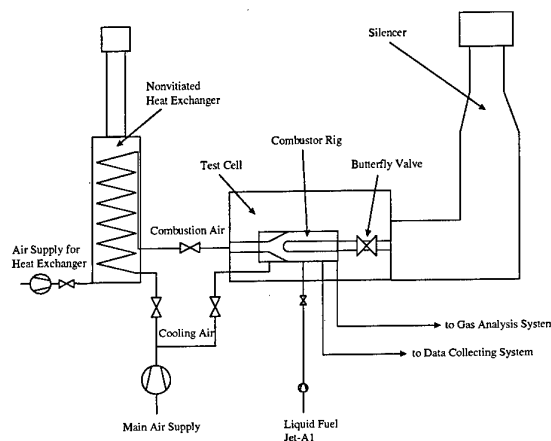 Silencer
Nonvitiated
Heat Exchanger
Combustor Rig
Test Cell
Butterfly Valve
Combustion Air
Air Supply for
Heat Exchanger
Cooling Air
to Gas Analysis System
to Data Collecting System
Main Air Supply
Liquid Fuel
Jet-A1